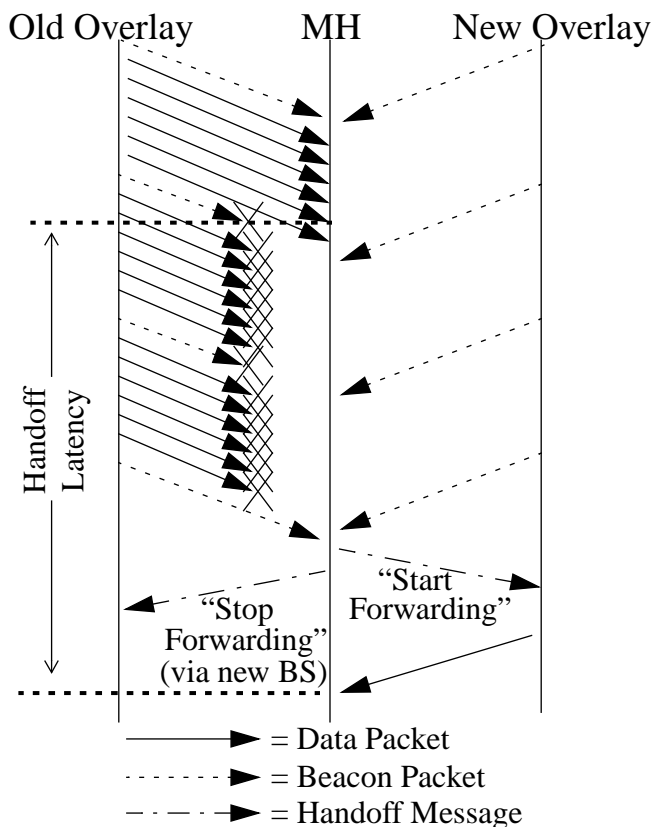 Old Overlay
MH
New Overlay
Handoff
Latency
“Start
Forwarding”
“Stop
Forwarding”
(via new BS)
= Data Packet
= Beacon Packet
= Handoff Message